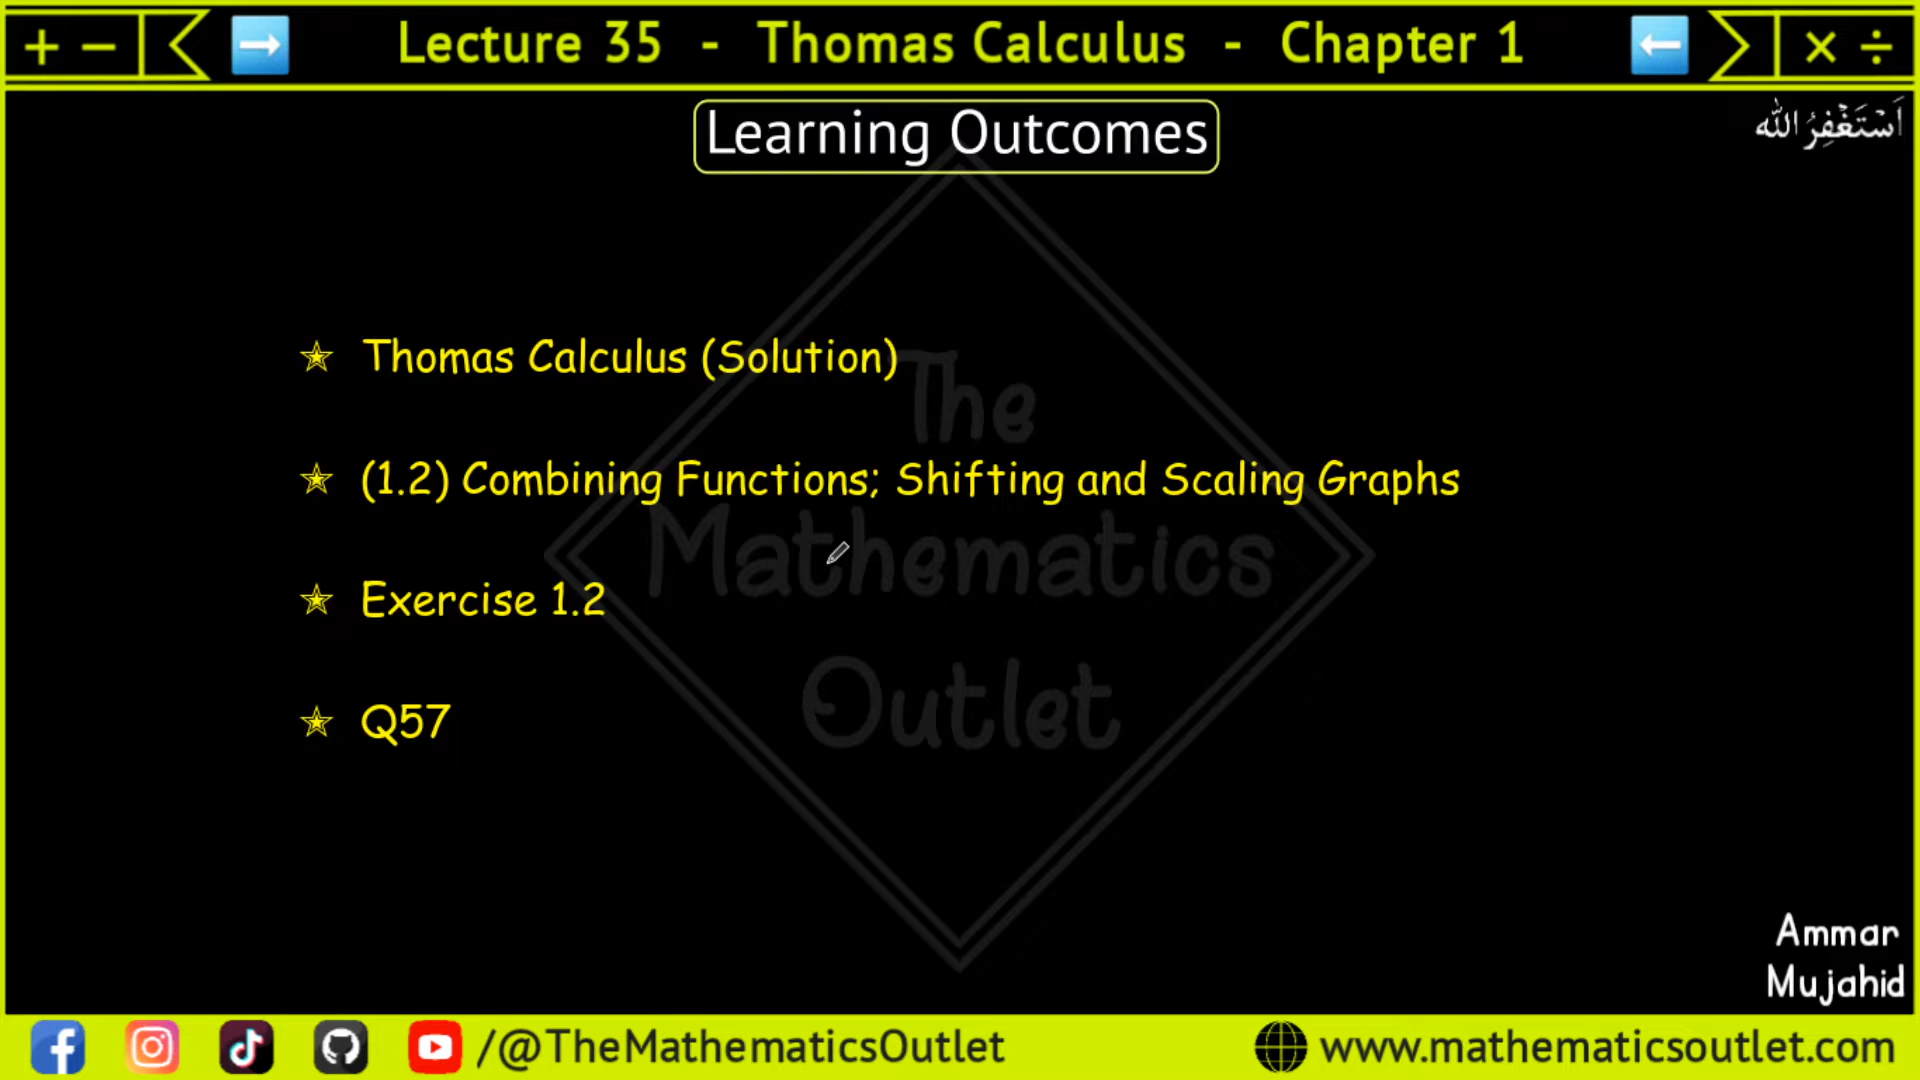 + − Lecture 35 - Thomas Calculus - Chapter 1 × ÷
Learning Outcomes
اَسْتَغْفِرُ الله
Thomas Calculus (Solution)
(1.2) Combining Functions; Shifting and Scaling Graphs
Exercise 1.2
Q57
The
Mathematics
Outlet
Ammar
Mujahid
/@TheMathematicsOutlet www.mathematicsoutlet.com